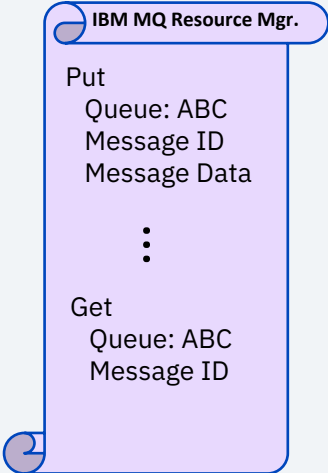 IBM MQ Resource Mgr.
Put
Queue: ABC
Message ID
Message Data
Get
Queue: ABC
Message ID